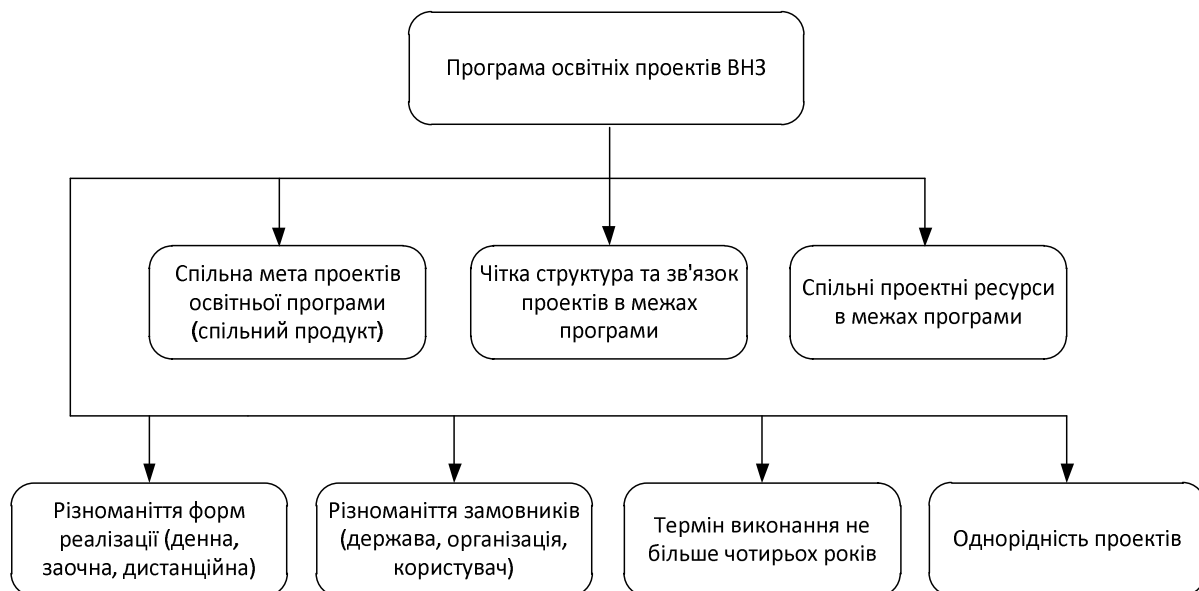 Програма освітніх проектів ВНЗ
Спільна мета проектів
освітньої програми
(спільний продукт)
Чітка структура та зв'язок
проектів в межах
програми
Спільні проектні ресурси
в межах програми
Різноманіття форм
реалізації (денна,
заочна, дистанційна)
Різноманіття замовників
(держава, організація,
користувач)
Термін виконання не
більше чотирьох років
Однорідність проектів